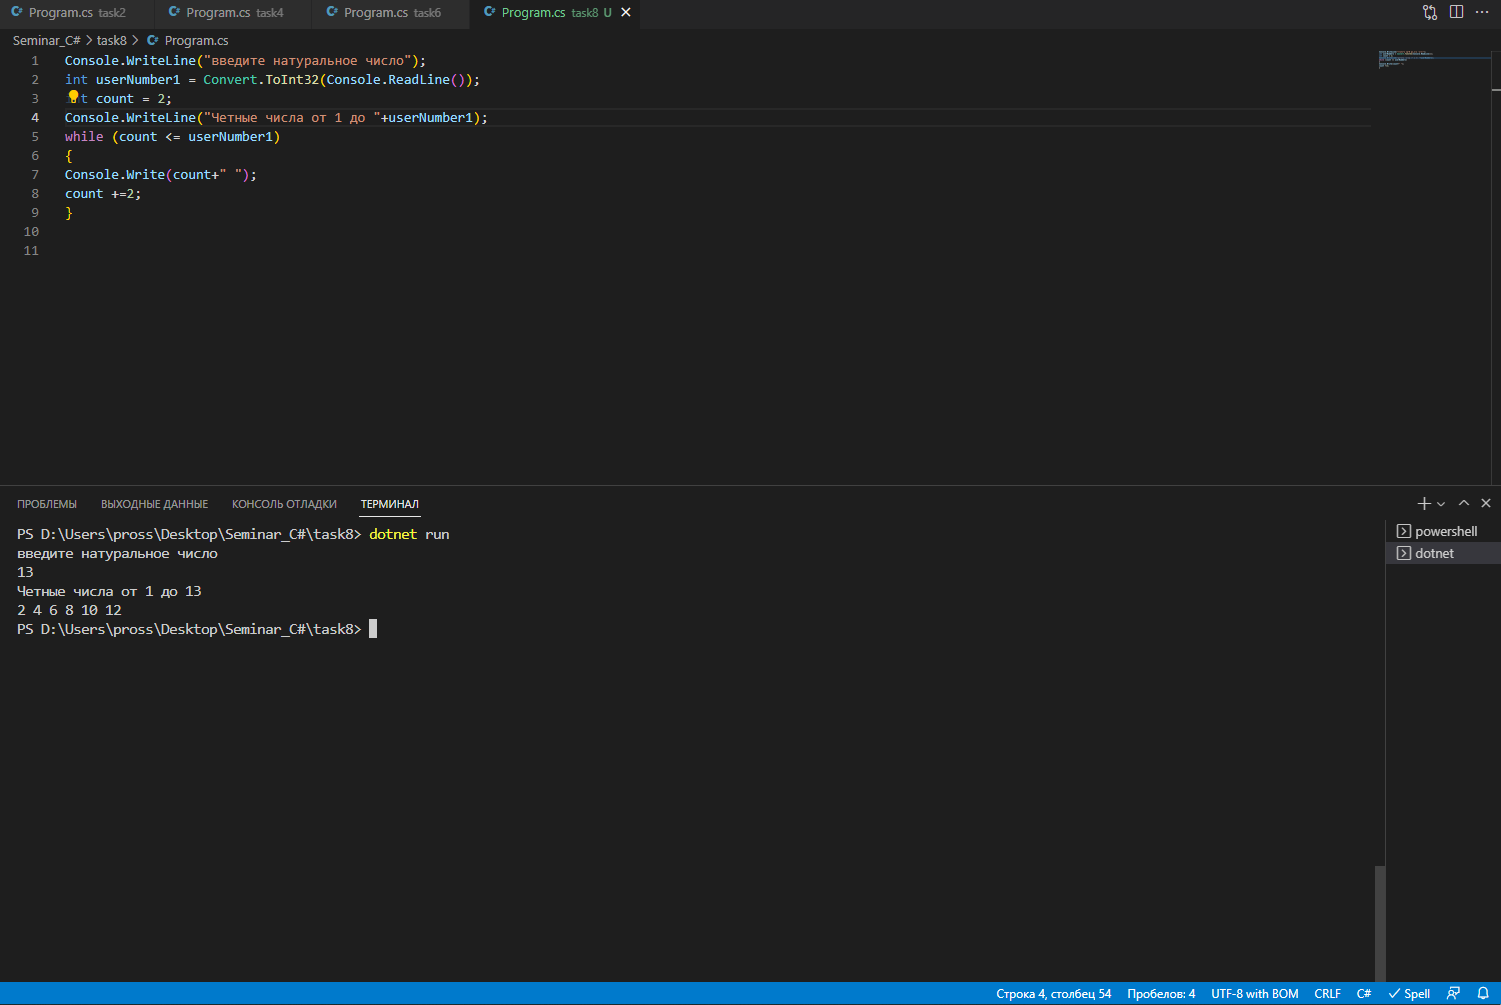 C# Program.cs task2 C# Program.cs task4 C# Program.cs task6 C# Program.cs task8 U
Seminar_C# > task8 > C# Program.cs
1 Console.WriteLine("введите натуральное число");
2 int userNumber1 = Convert.ToInt32(Console.ReadLine());
3 int count = 2;
4 Console.WriteLine("Четные числа от 1 до "+userNumber1);
5 while (count <= userNumber1)
6 {
7 Console.Write(count+" ");
8 count +=2;
9 }
10
11
ПРОБЛЕМЫ ВЫХОДНЫЕ ДАННЫЕ КОНСОЛЬ ОТЛАДКИ ТЕРМИНАЛ
PS D:\Users\pross\Desktop\Seminar_C#\task8> dotnet run
введите натуральное число
13
Четные числа от 1 до 13
2 4 6 8 10 12
PS D:\Users\pross\Desktop\Seminar_C#\task8>
powershell
dotnet
Строка 4, столбец 54 Пробелов: 4 UTF-8 with BOM CRLF C# Spell